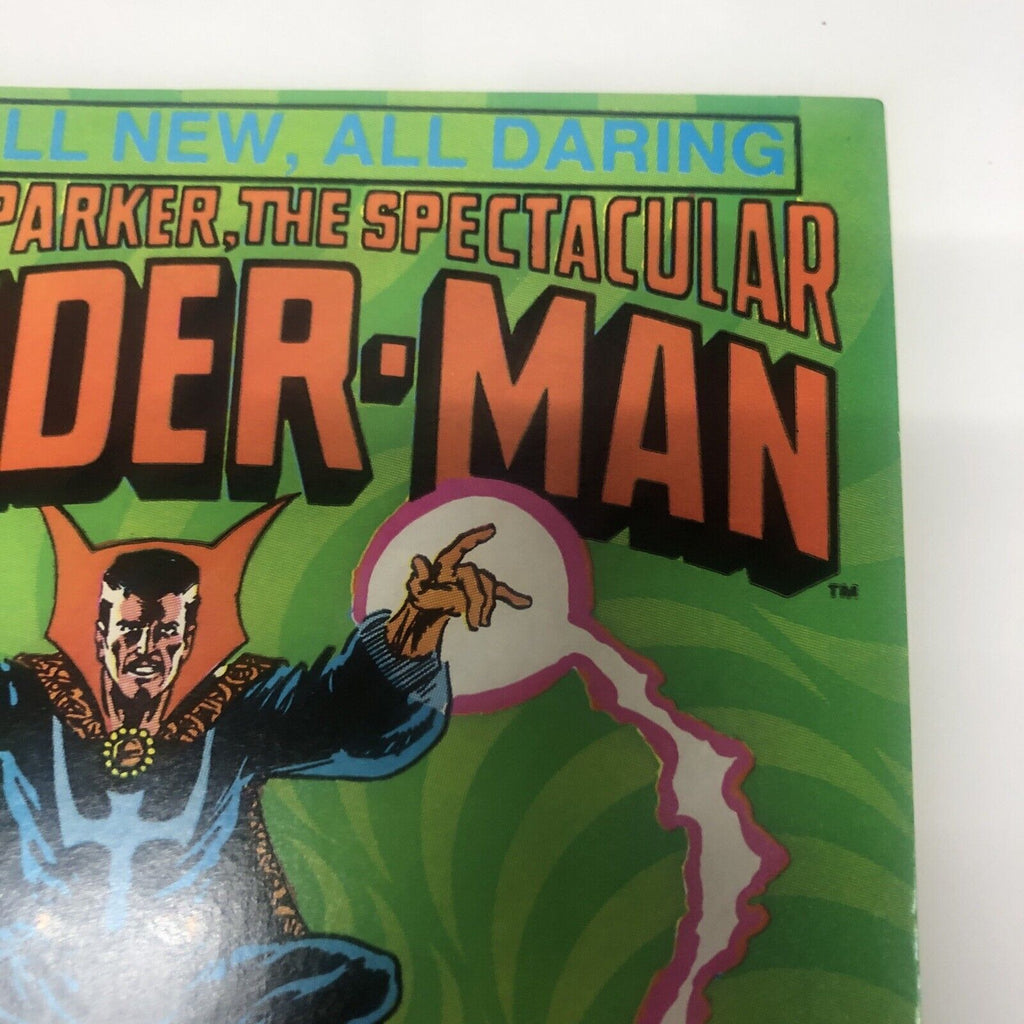 LL NEW, ALL DARING
PARKER, THE SPECTACULAR
DER-MAN
TM